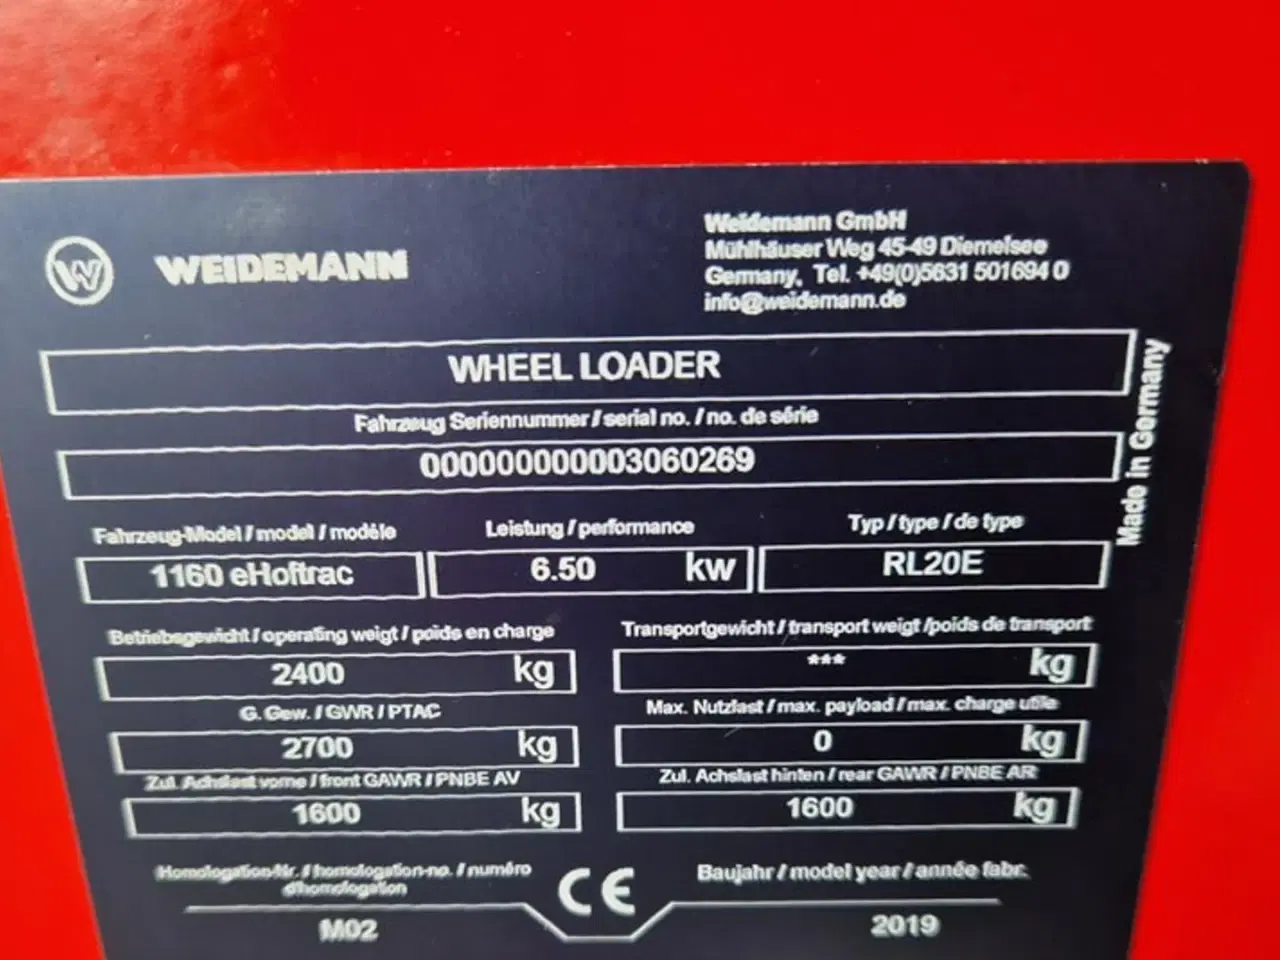 W WEIDEMANN
Weidemann GmbH
Mühlhäuser Weg 45-49 Diemelsee
Germany, Tel. +49(0)5631 501694 0
info@weidemann.de
WHEEL LOADER
Fahrzeug Seriennummer / serial no. / no. de série
000000000003060269
Made in Germany
Fahrzeug-Model / model / modéle
Leistung / performance
Typ / type / de type
1160 eHoftrac
6.50 kw
RL20E
Betriebsgewicht / operating weigt / poids en charge
Transportgewicht / transport weigt /poids de transport
2400 kg
*** kg
G. Gew. / GWR / PTAC
Max. Nutzlast / max. payload / max. charge utile
2700 kg
0 kg
Zul. Achslast vorne / front GAWR / PNBE AV
Zul. Achslast hinten / rear GAWR / PNBE AR
1600 kg
1600 kg
Homologation-Nr. / homologation-no. / numéro
d'homologation
CE
Baujahr / model year / année fabr.
M02
2019